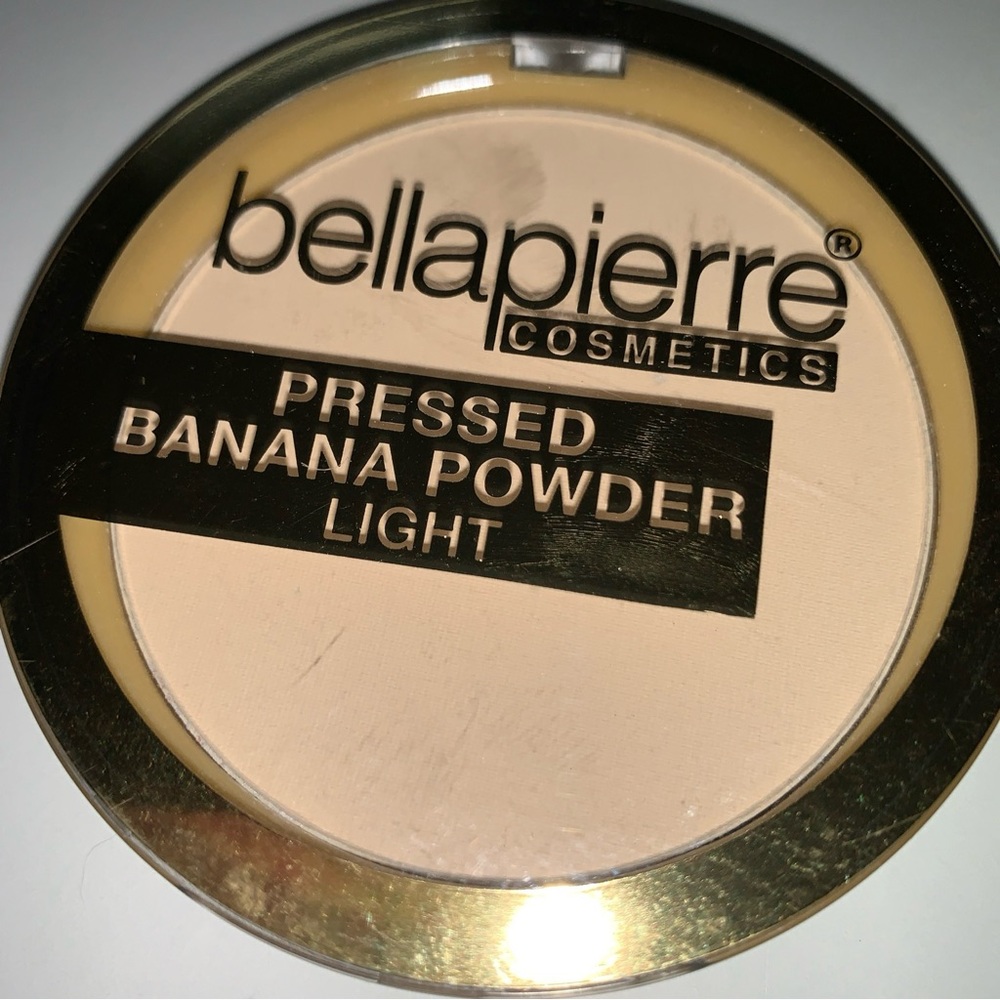 bellapierre®
COSMETICS
PRESSED
BANANA POWDER
LIGHT